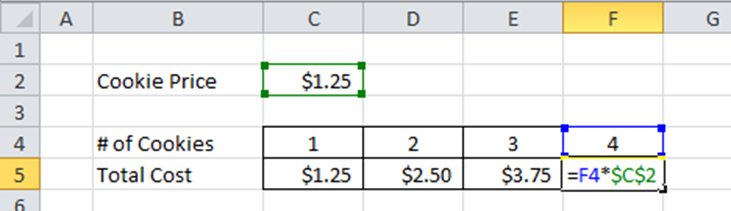 A B C D E F G
1
2 Cookie Price $1.25
3
4 # of Cookies 1 2 3 4
5 Total Cost $1.25 $2.50 $3.75 =F4*$C$2
6